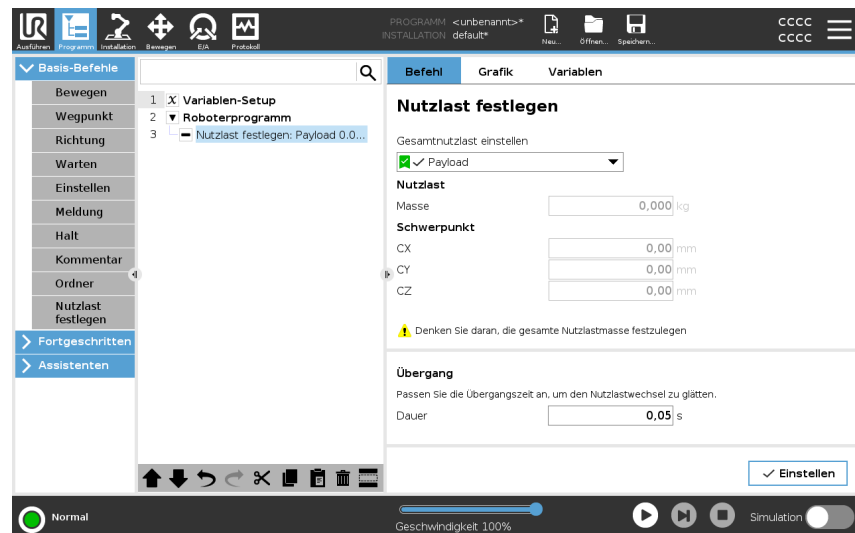 UR
PROGRAMM <unbenannt>*
INSTALLATION default*
Ausführen Programm Installation Bewegen E/A Protokoll
Neu... Öffnen... Speichern...
cccc
cccc
Basis-Befehle
Bewegen
Wegpunkt
Richtung
Warten
Einstellen
Meldung
Halt
Kommentar
Ordner
Nutzlast
festlegen
Fortgeschritten
Assistenten
1 X Variablen-Setup
2 Roboterprogramm
3 Nutzlast festlegen: Payload 0.0...
Befehl Grafik Variablen
Nutzlast festlegen
Gesamtnutzlast einstellen
Payload
Nutzlast
Masse 0,000 kg
Schwerpunkt
CX 0,00 mm
CY 0,00 mm
CZ 0,00 mm
Denken Sie daran, die gesamte Nutzlastmasse festzulegen
Übergang
Passen Sie die Übergangszeit an, um den Nutzlastwechsel zu glätten.
Dauer 0,05 s
Einstellen
Normal
Geschwindigkeit 100%
Simulation